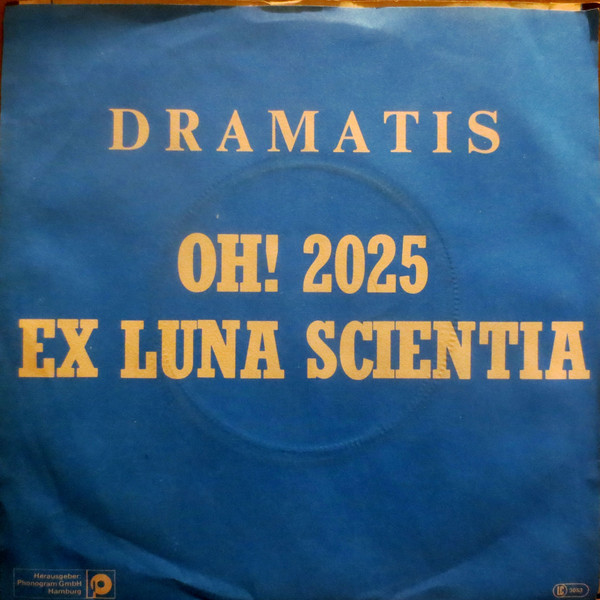 DRAMATIS
OH! 2025
EX LUNA SCIENTIA
Herausgeber:
Phonogram GmbH
Hamburg